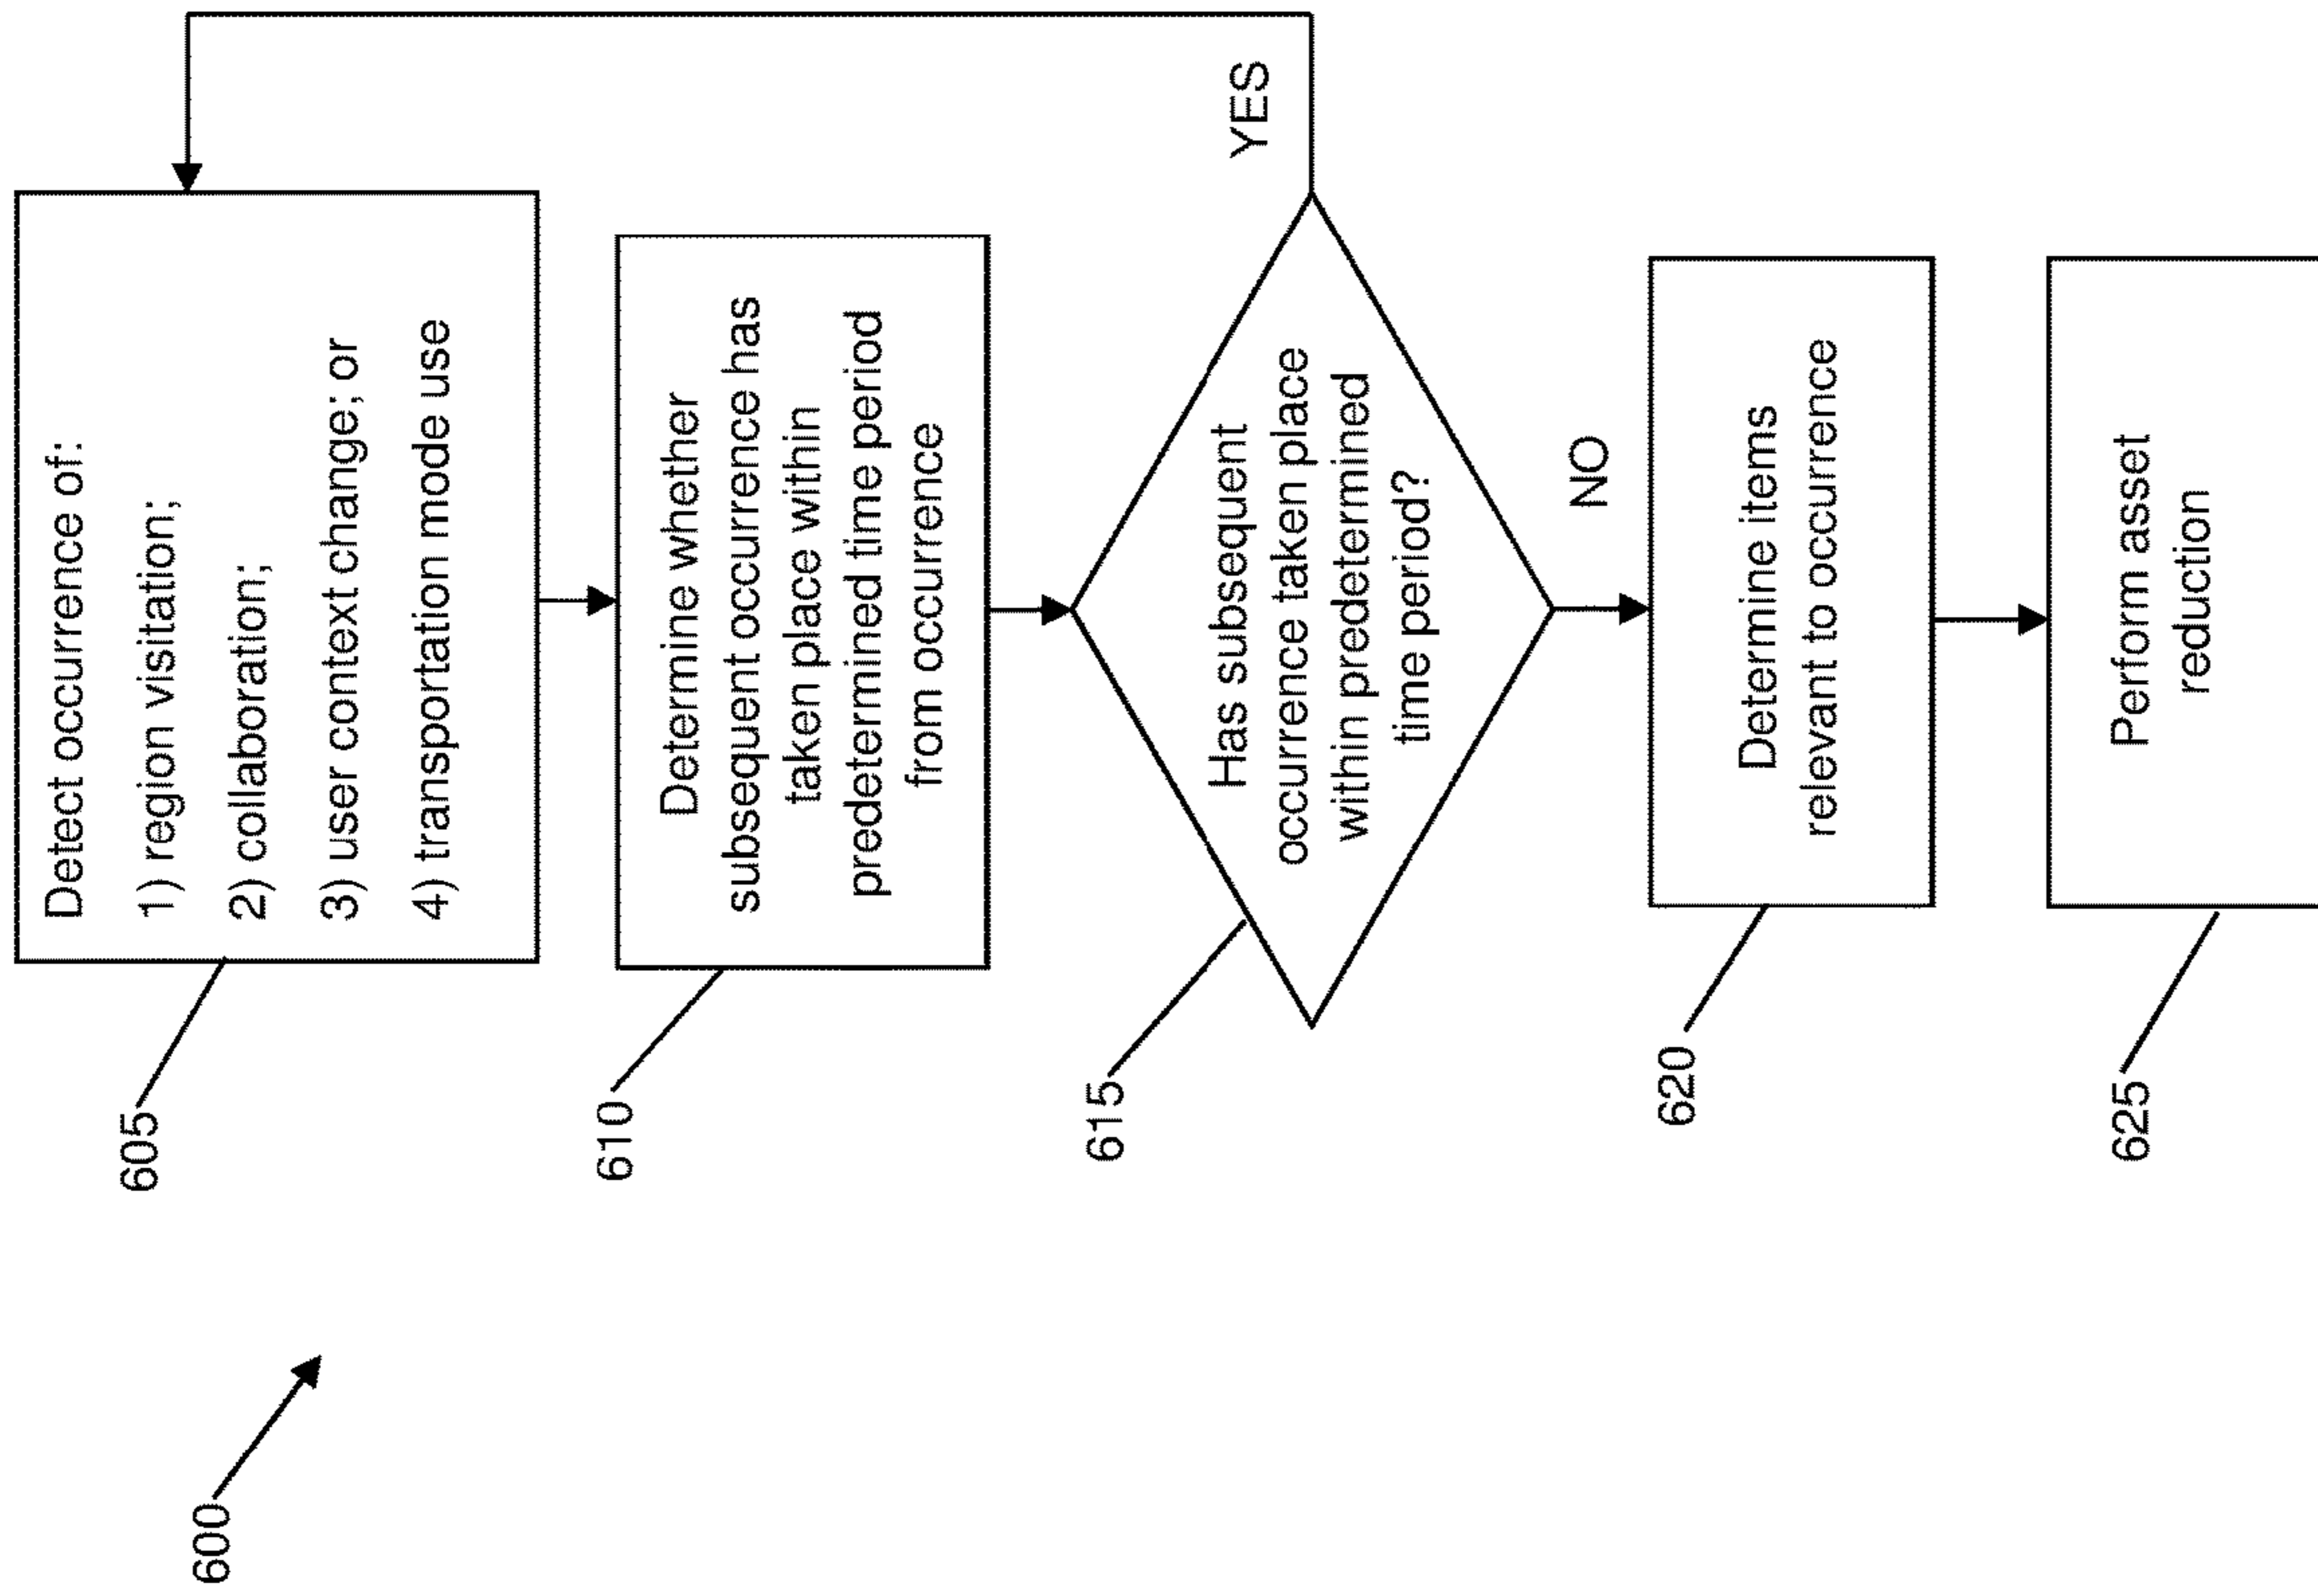 600
605
Detect occurrence of:
1) region visitation;
2) collaboration;
3) user context change; or
4) transportation mode use
610
Determine whether
subsequent occurrence has
taken place within
predetermined time period
from occurrence
615
Has subsequent
occurrence taken place
within predetermined
time period?
YES
NO
620
Determine items
relevant to occurrence
625
Perform asset
reduction